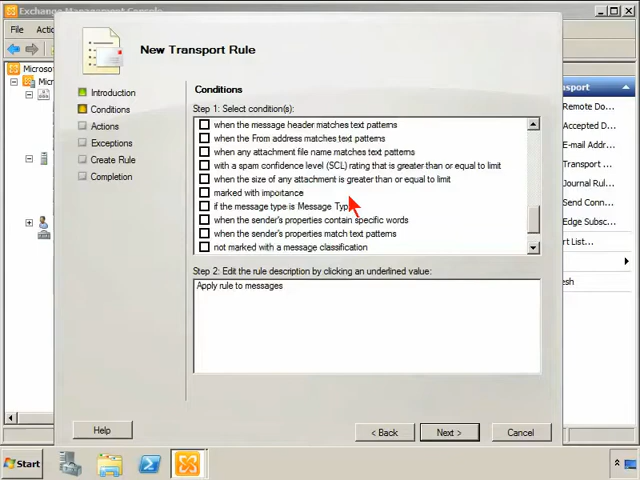 Exchange Management Console
File
Actio
Microso
Micr
New Transport Rule
Introduction
Conditions
Actions
Exceptions
Create Rule
Completion
Conditions
Step 1: Select condition(s):
when the message header matches text patterns
when the From address matches text patterns
when any attachment file name matches text patterns
with a spam confidence level (SCL) rating that is greater than or equal to limit
when the size of any attachment is greater than or equal to limit
marked with importance
if the message type is Message Typ
when the sender's properties contain specific words
when the sender's properties match text patterns
not marked with a message classification
Step 2: Edit the rule description by clicking an underlined value:
Apply rule to messages
Help
< Back
Next >
Cancel
nsport
Remote Do...
Accepted D...
Transport ...
Journal Rul...
Send Conn...
ort List...
esh
Start